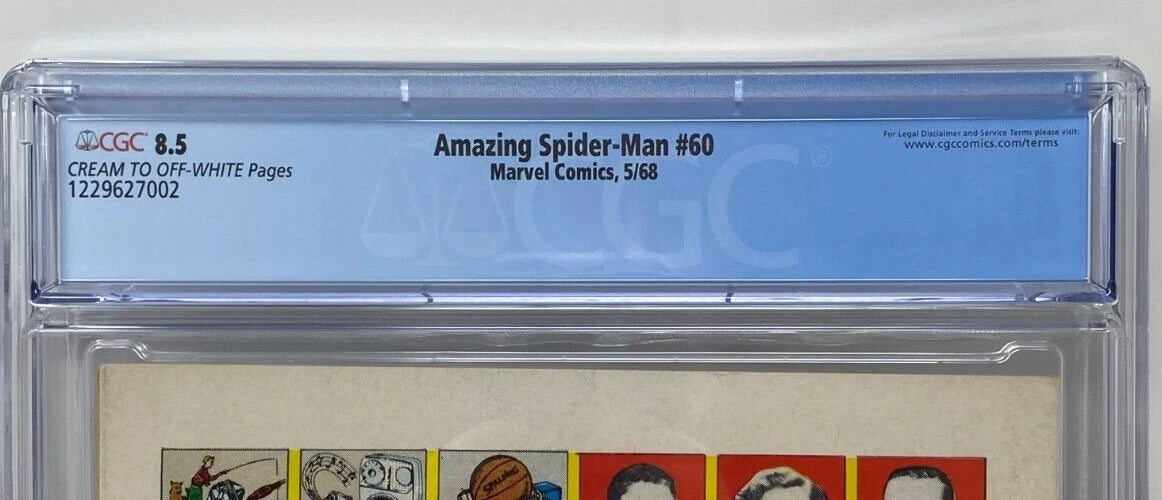 CGC 8.5
CREAM TO OFF-WHITE Pages
1229627002
Amazing Spider-Man #60
Marvel Comics, 5/68
For Legal Disclaimer and Service Terms please visit:
www.cgccomics.com/terms
CGC
SPALDING